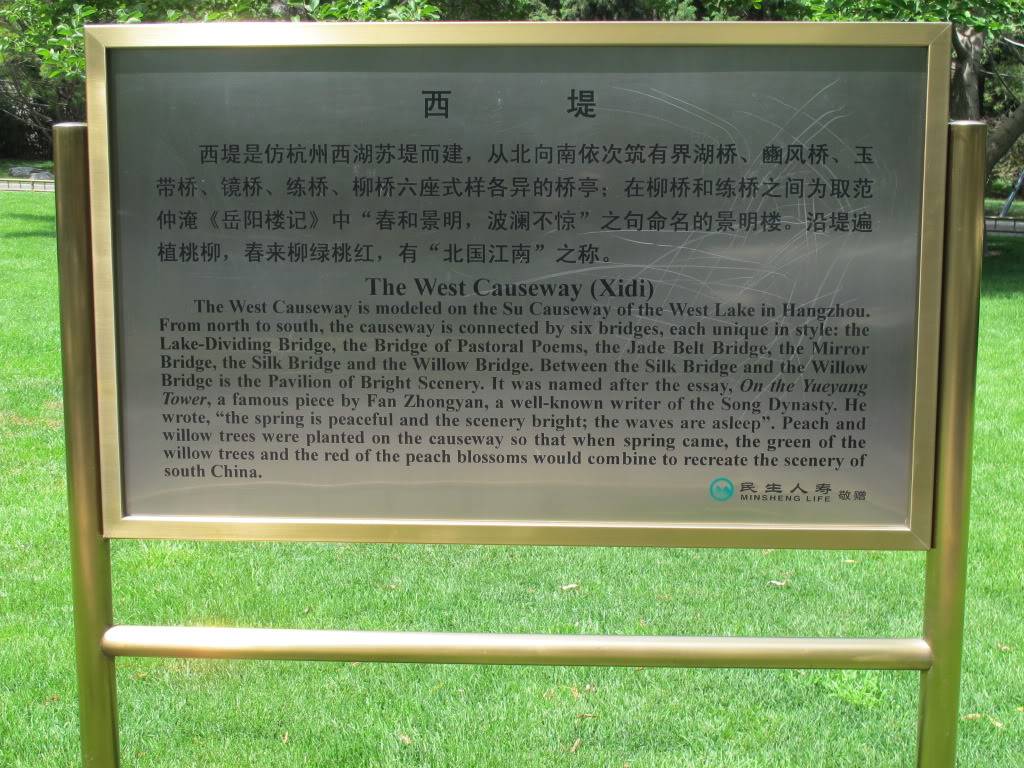 西 堤
西堤是仿杭州西湖苏堤而建，从北向南依次筑有界湖桥、豳风桥、玉
带桥、镜桥、练桥、柳桥六座式样各异的桥亭；在柳桥和练桥之间为取范
仲淹《岳阳楼记》中“春和景明，波澜不惊”之句命名的景明楼。沿堤遍
植桃柳，春来柳绿桃红，有“北国江南”之称。
The West Causeway (Xidi)
The West Causeway is modeled on the Su Causeway of the West Lake in Hangzhou.
From north to south, the causeway is connected by six bridges, each unique in style: the
Lake-Dividing Bridge, the Bridge of Pastoral Poems, the Jade Belt Bridge, the Mirror
Bridge, the Silk Bridge and the Willow Bridge. Between the Silk Bridge and the Willow
Bridge is the Pavilion of Bright Scenery. It was named after the essay, On the Yueyang
Tower, a famous piece by Fan Zhongyan, a well-known writer of the Song Dynasty. He
wrote, “the spring is peaceful and the scenery bright; the waves are asleep”. Peach and
willow trees were planted on the causeway so that when spring came, the green of the
willow trees and the red of the peach blossoms would combine to recreate the scenery of
south China.
民生人寿
MINSHENG LIFE 敬赠